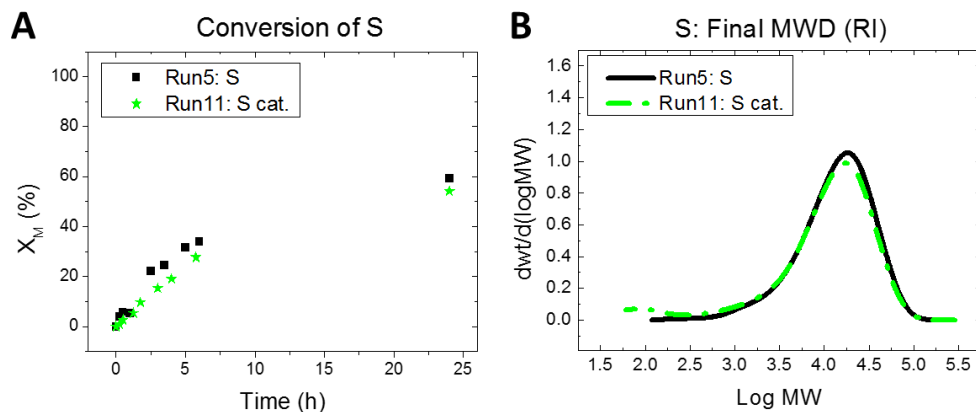 A
Conversion of S
Run5: S
Run11: S cat.
100
80
60
40
20
0
X_M (%)
0 5 10 15 20 25
Time (h)
B
S: Final MWD (RI)
Run5: S
Run11: S cat.
1.6
1.4
1.2
1.0
0.8
0.6
0.4
0.2
0.0
dwt/d(logMW)
1.5 2.0 2.5 3.0 3.5 4.0 4.5 5.0 5.5
Log MW